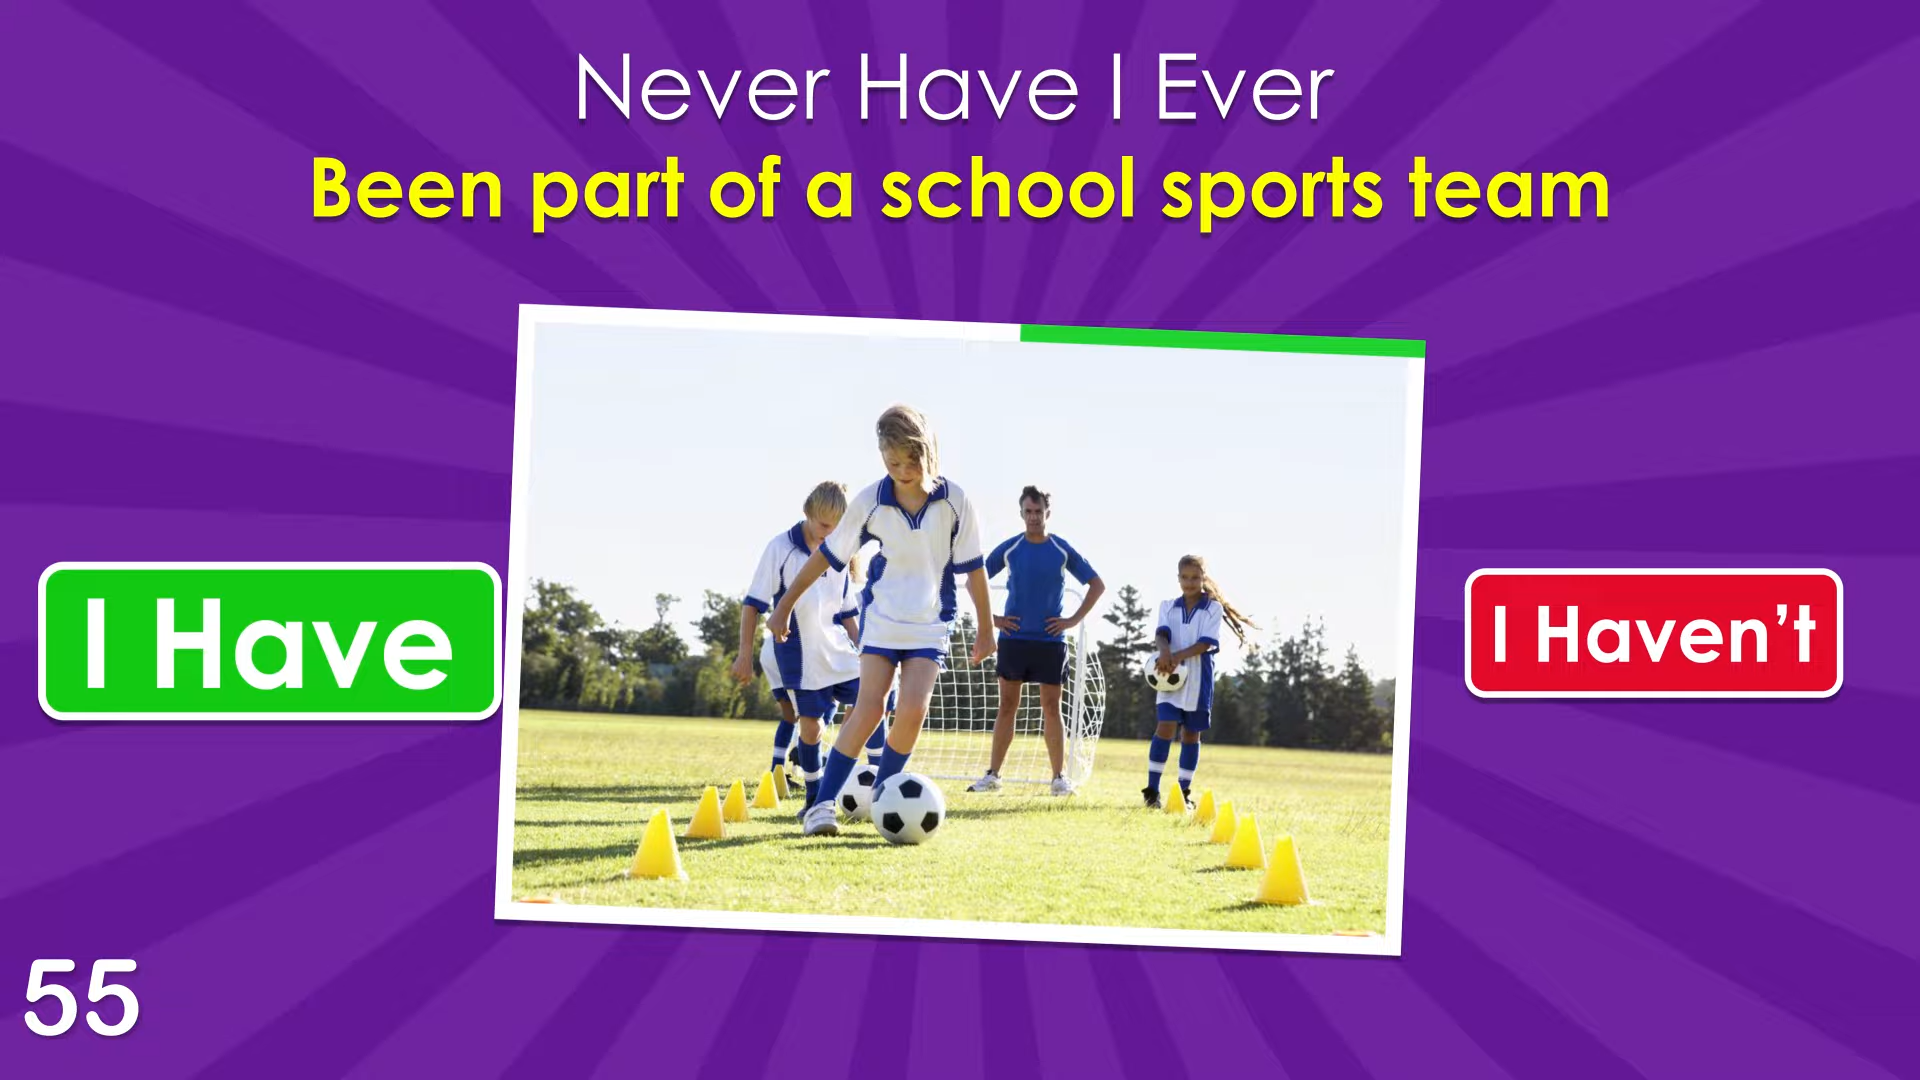 Never Have I Ever
Been part of a school sports team
I Have
I Haven’t
55